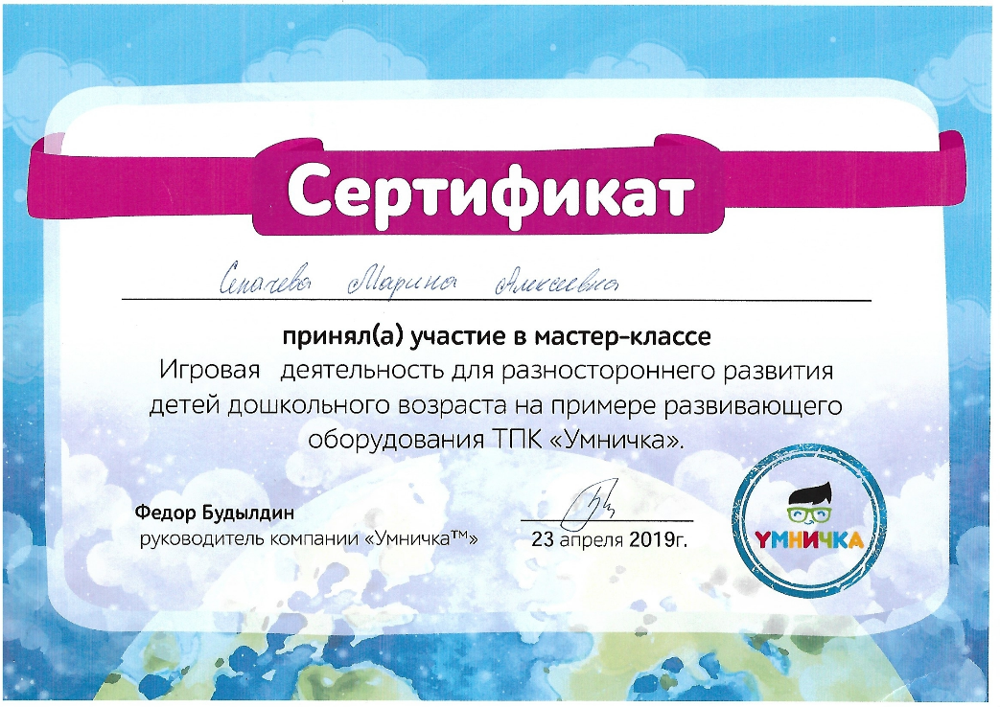 Сертификат
Марина Алексеевна
принял(а) участие в мастер-классе
Игровая деятельность для разностороннего развития
детей дошкольного возраста на примере развивающего
оборудования ТПК «Умничка».
Федор Будылдин
руководитель компании «Умничка™»
23 апреля 2019г.
УМНИЧКА